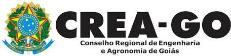 CREA-GO
Conselho Regional de Engenharia
e Agronomia de Goiás